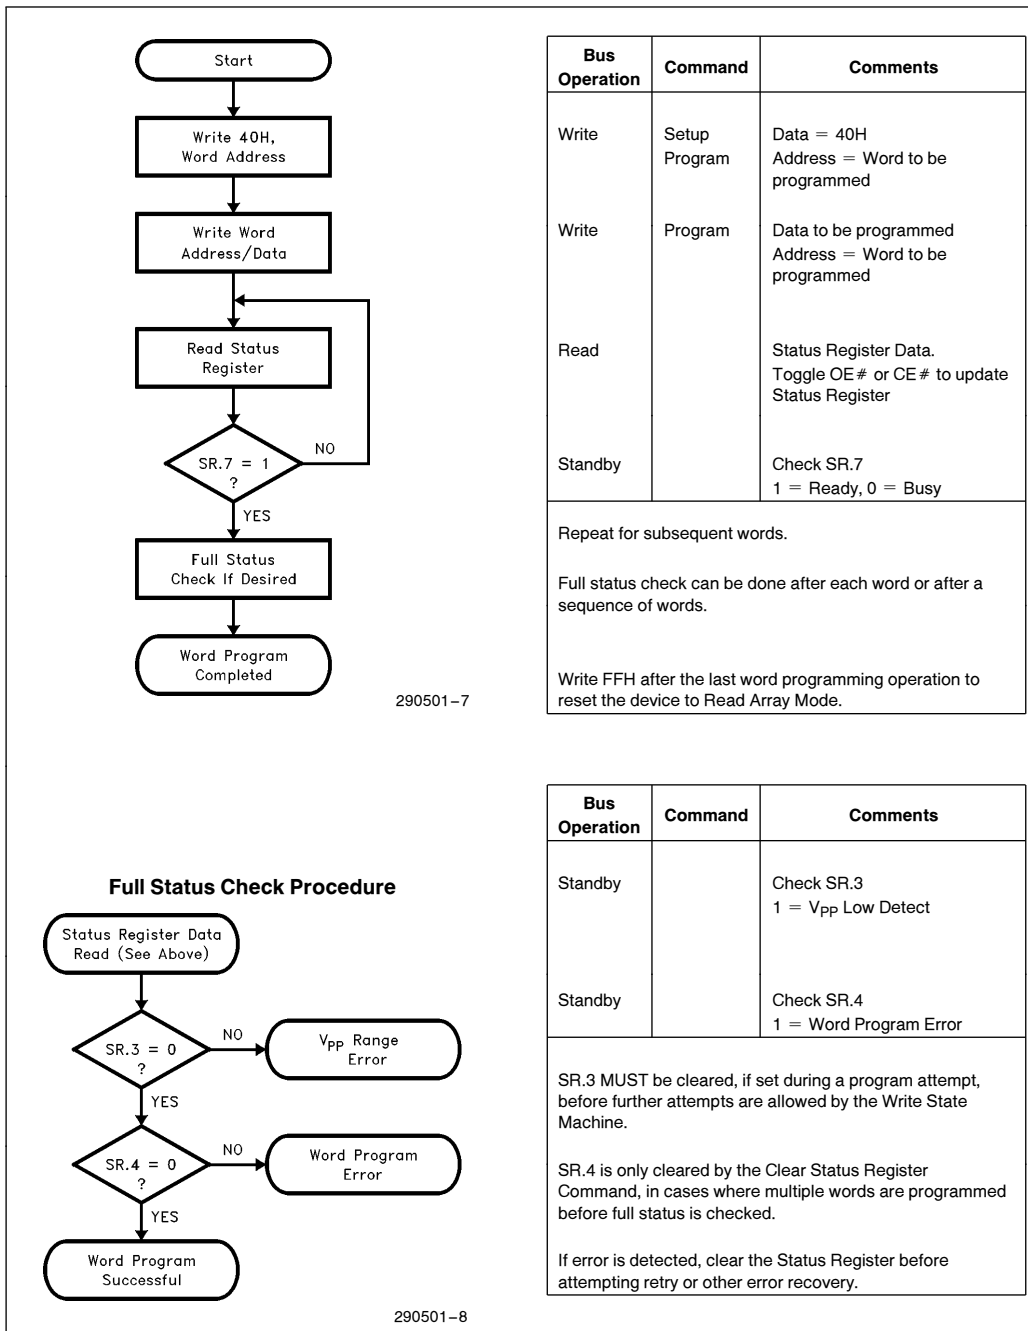 Start
Write 40H,
Word Address
Write Word
Address/Data
Read Status
Register
SR.7 = 1
?
NO
YES
Full Status
Check If Desired
Word Program
Completed
290501–7
Bus
Operation
Command
Comments
Write
Setup
Program
Data = 40H
Address = Word to be
programmed
Write
Program
Data to be programmed
Address = Word to be
programmed
Read
Status Register Data.
Toggle OE# or CE# to update
Status Register
Standby
Check SR.7
1 = Ready, 0 = Busy
Repeat for subsequent words.
Full status check can be done after each word or after a
sequence of words.
Write FFH after the last word programming operation to
reset the device to Read Array Mode.
Full Status Check Procedure
Status Register Data
Read (See Above)
SR.3 = 0
?
NO
VPP Range
Error
YES
SR.4 = 0
?
NO
Word Program
Error
YES
Word Program
Successful
290501–8
Bus
Operation
Command
Comments
Standby
Check SR.3
1 = VPP Low Detect
Standby
Check SR.4
1 = Word Program Error
SR.3 MUST be cleared, if set during a program attempt,
before further attempts are allowed by the Write State
Machine.
SR.4 is only cleared by the Clear Status Register
Command, in cases where multiple words are programmed
before full status is checked.
If error is detected, clear the Status Register before
attempting retry or other error recovery.